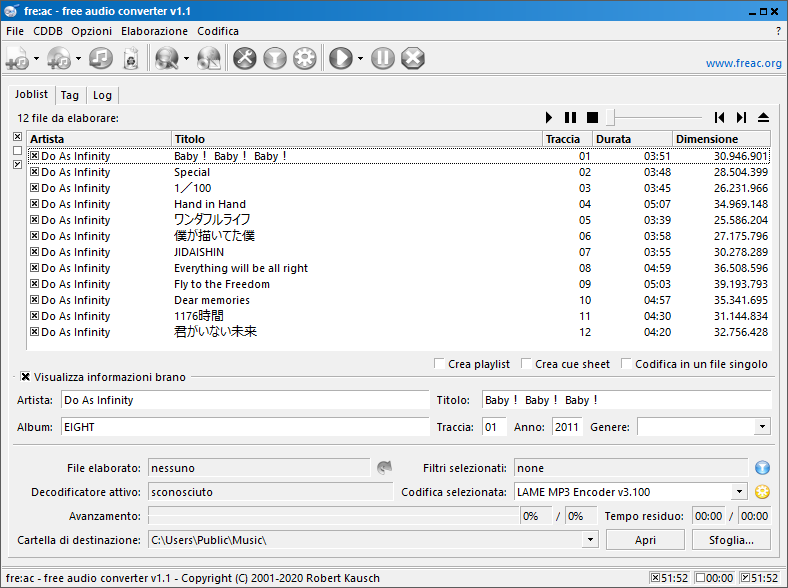 fre:ac - free audio converter v1.1
File CDDB Opzioni Elaborazione Codifica ?
www.freac.org
Joblist Tag Log
12 file da elaborare:
Artista Titolo Traccia Durata Dimensione
Do As Infinity Baby！ Baby！ Baby！ 01 03:51 30.946.901
Do As Infinity Special 02 03:48 28.504.399
Do As Infinity 1／100 03 03:45 26.231.966
Do As Infinity Hand in Hand 04 05:07 34.969.148
Do As Infinity ワンダフルライフ 05 03:39 25.586.204
Do As Infinity 僕が描いてた僕 06 03:58 27.175.796
Do As Infinity JIDAISHIN 07 03:55 30.278.289
Do As Infinity Everything will be all right 08 04:59 36.508.596
Do As Infinity Fly to the Freedom 09 05:03 39.193.793
Do As Infinity Dear memories 10 04:57 35.341.695
Do As Infinity 1176時間 11 04:30 31.144.834
Do As Infinity 君がいない未来 12 04:20 32.756.428
Crea playlist Crea cue sheet Codifica in un file singolo
Visualizza informazioni brano
Artista: Do As Infinity Titolo: Baby！ Baby！ Baby！
Album: EIGHT Traccia: 01 Anno: 2011 Genere:
File elaborato: nessuno Filtri selezionati: none
Decodificatore attivo: sconosciuto Codifica selezionata: LAME MP3 Encoder v3.100
Avanzamento: 0% / 0% Tempo residuo: 00:00 / 00:00
Cartella di destinazione: C:\Users\Public\Music\ Apri Sfoglia...
fre:ac - free audio converter v1.1 - Copyright (C) 2001-2020 Robert Kausch 51:52 00:00 51:52